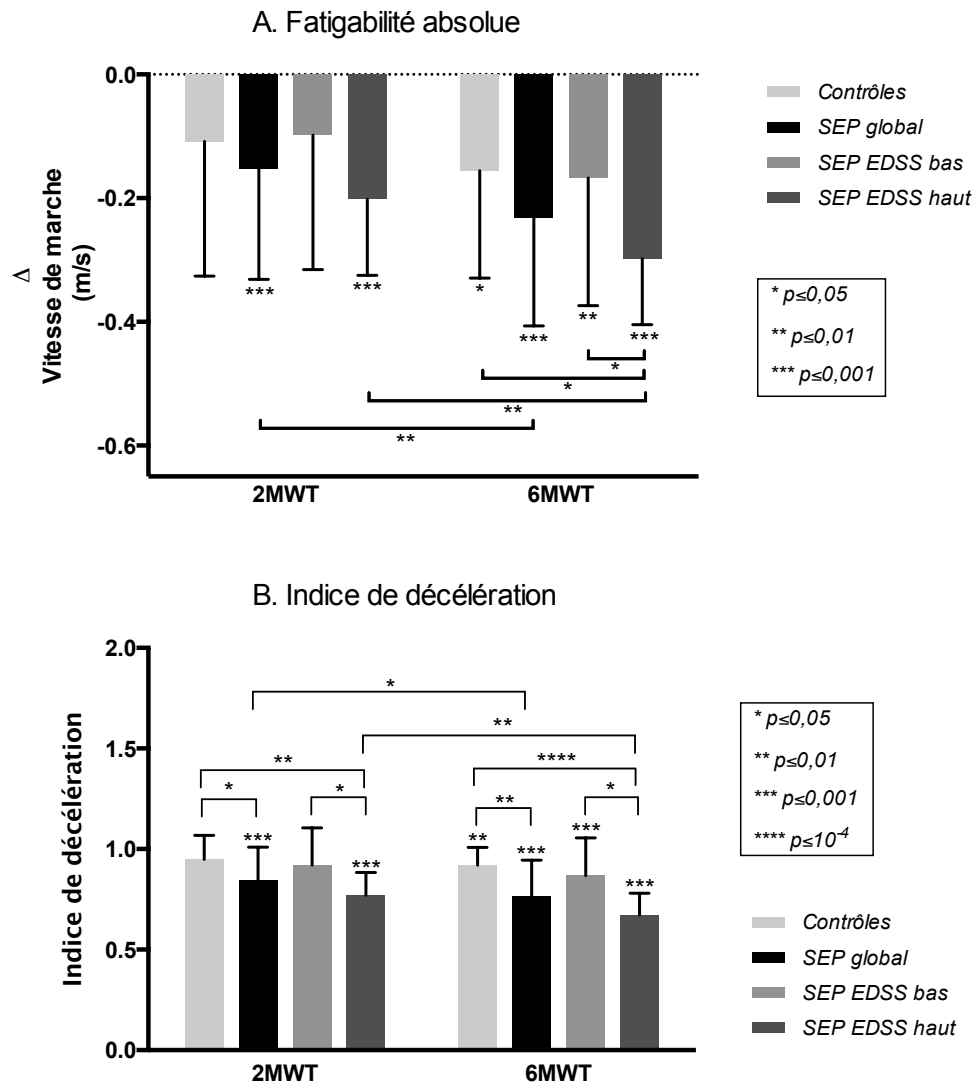 A. Fatigabilité absolue
Δ
Vitesse de marche
(m/s)
0.0
-0.2
-0.4
-0.6
***
***
*
***
**
***
*
*
**
**
2MWT
6MWT
Contrôles
SEP global
SEP EDSS bas
SEP EDSS haut
* p≤0,05
** p≤0,01
*** p≤0,001
B. Indice de décélération
Indice de décélération
2.0
1.5
1.0
0.5
0.0
*
**
**
****
*
*
**
*
***
***
**
***
***
***
2MWT
6MWT
* p≤0,05
** p≤0,01
*** p≤0,001
**** p≤10⁻⁴
Contrôles
SEP global
SEP EDSS bas
SEP EDSS haut